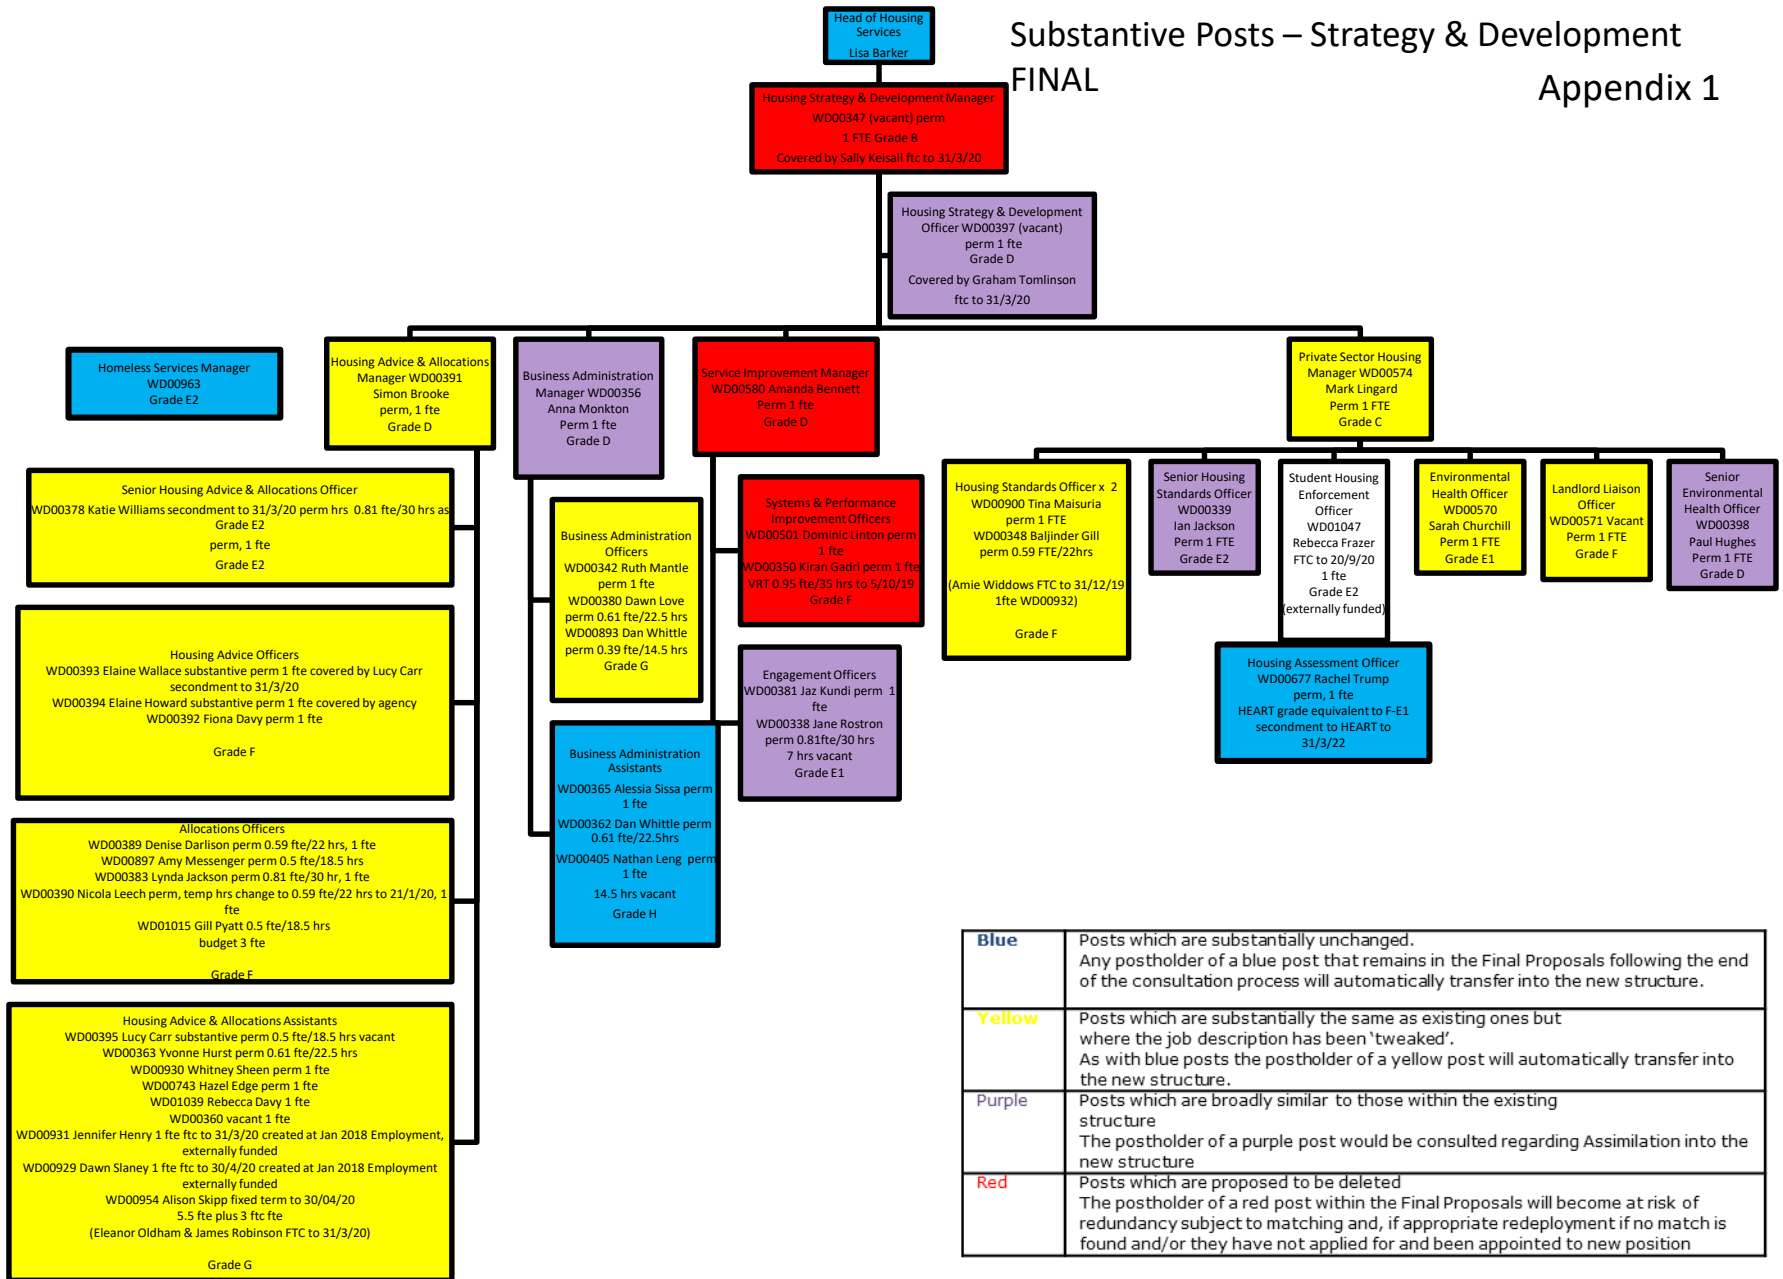 Substantive Posts – Strategy & Development
FINAL
Appendix 1
Head of Housing
Services
Lisa Barker
Housing Strategy & Development Manager
WD00347 (vacant) perm
1 FTE Grade B
Covered by Sally Kelsall ftc to 31/3/20
Housing Strategy & Development
Officer WD00397 (vacant)
perm 1 fte
Grade D
Covered by Graham Tomlinson
ftc to 31/3/20
Homeless Services Manager
WD00963
Grade E2
Housing Advice & Allocations
Manager WD00391
Simon Brooke
perm, 1 fte
Grade D
Business Administration
Manager WD00356
Anna Monkton
Perm 1 fte
Grade D
Service Improvement Manager
WD00580 Amanda Bennett
Perm 1 fte
Grade D
Private Sector Housing
Manager WD00574
Mark Lingard
Perm 1 FTE
Grade C
Senior Housing Advice & Allocations Officer
WD00378 Katie Williams secondment to 31/3/20 perm hrs  0.81 fte/30 hrs as
Grade E2
perm, 1 fte
Grade E2
Housing Advice Officers
WD00393 Elaine Wallace substantive perm 1 fte covered by Lucy Carr
secondment to 31/3/20
WD00394 Elaine Howard substantive perm 1 fte covered by agency
WD00392 Fiona Davy perm 1 fte
Grade F
Allocations Officers
WD00389 Denise Darlison perm 0.59 fte/22 hrs, 1 fte
WD00897 Amy Messenger perm 0.5 fte/18.5 hrs
WD00383 Lynda Jackson perm 0.81 fte/30 hr, 1 fte
WD00390 Nicola Leech perm, temp hrs change to 0.59 fte/22 hrs to 21/1/20, 1
fte
WD01015 Gill Pyatt 0.5 fte/18.5 hrs
budget 3 fte
Grade F
Housing Advice & Allocations Assistants
WD00395 Lucy Carr substantive perm 0.5 fte/18.5 hrs vacant
WD00363 Yvonne Hurst perm 0.61 fte/22.5 hrs
WD00930 Whitney Sheen perm 1 fte
WD00743 Hazel Edge perm 1 fte
WD01039 Rebecca Davy 1 fte
WD00360 vacant 1 fte
WD00931 Jennifer Henry 1 fte ftc to 31/3/20 created at Jan 2018 Employment,
externally funded
WD00929 Dawn Slaney 1 fte ftc to 30/4/20 created at Jan 2018 Employment
externally funded
WD00954 Alison Skipp fixed term to 30/04/20
5.5 fte plus 3 ftc fte
(Eleanor Oldham & James Robinson FTC to 31/3/20)
Grade G
Business Administration
Officers
WD00342 Ruth Mantle
perm 1 fte
WD00380 Dawn Love
perm 0.61 fte/22.5 hrs
WD00893 Dan Whittle
perm 0.39 fte/14.5 hrs
Grade G
Business Administration
Assistants
WD00365 Alessia Sissa perm
1 fte
WD00362 Dan Whittle perm
0.61 fte/22.5hrs
WD00405 Nathan Leng  perm
1 fte
14.5 hrs vacant
Grade H
Systems & Performance
Improvement Officers
WD00501 Dominic Linton perm
1 fte
WD00350 Kiran Gadri perm 1 fte
VRT 0.95 fte/35 hrs to 5/10/19
Grade F
Engagement Officers
WD00381 Jaz Kundi perm  1
fte
WD00338 Jane Rostron
perm 0.81fte/30 hrs
7 hrs vacant
Grade E1
Housing Standards Officer x  2
WD00900 Tina Maisuria
perm 1 FTE
WD00348 Baljinder Gill
perm 0.59 FTE/22hrs
(Amie Widdows FTC to 31/12/19
1fte WD00932)
Grade F
Senior Housing
Standards Officer
WD00339
Ian Jackson
Perm 1 FTE
Grade E2
Student Housing
Enforcement
Officer
WD01047
Rebecca Frazer
FTC to 20/9/20
1 fte
Grade E2
(externally funded)
Environmental
Health Officer
WD00570
Sarah Churchill
Perm 1 FTE
Grade E1
Landlord Liaison
Officer
WD00571 Vacant
Perm 1 FTE
Grade F
Senior
Environmental
Health Officer
WD00398
Paul Hughes
Perm 1 FTE
Grade D
Housing Assessment Officer
WD00677 Rachel Trump
perm, 1 fte
HEART grade equivalent to F-E1
secondment to HEART to
31/3/22
Blue
Posts which are substantially unchanged.
Any postholder of a blue post that remains in the Final Proposals following the end
of the consultation process will automatically transfer into the new structure.
Yellow
Posts which are substantially the same as existing ones but
where the job description has been ‘tweaked’.
As with blue posts the postholder of a yellow post will automatically transfer into
the new structure.
Purple
Posts which are broadly similar to those within the existing
structure
The postholder of a purple post would be consulted regarding Assimilation into the
new structure
Red
Posts which are proposed to be deleted
The postholder of a red post within the Final Proposals will become at risk of
redundancy subject to matching and, if appropriate redeployment if no match is
found and/or they have not applied for and been appointed to new position